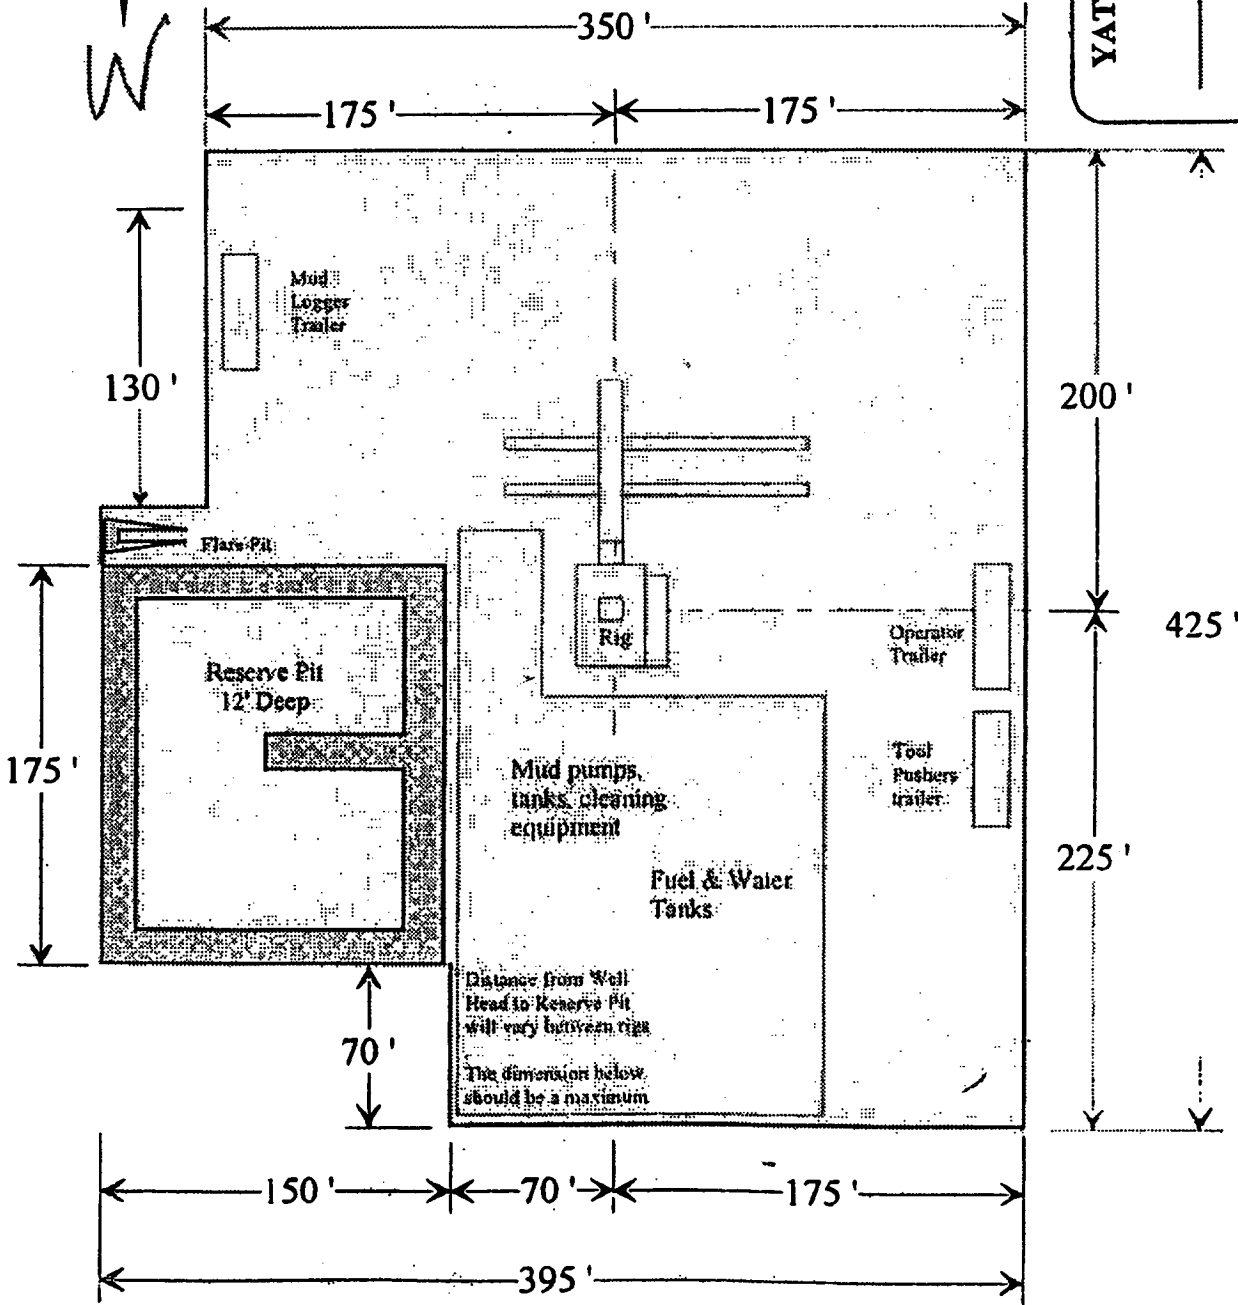 W
350 '
YAT
175 '
175 '
Mud
Logger
Trailer
130 '
200 '
Flare Pit
Rig
Operator
Trailer
425 '
Reserve Pit
12' Deep
175 '
Mud pumps,
tanks, cleaning
equipment
Tool
Pushers
trailer
225 '
Fuel & Water
Tanks
Distance from Well
Head to Reserve Pit
will vary between rigs
70 '
The dimension below
should be a maximum
150 '
70 '
175 '
395 '